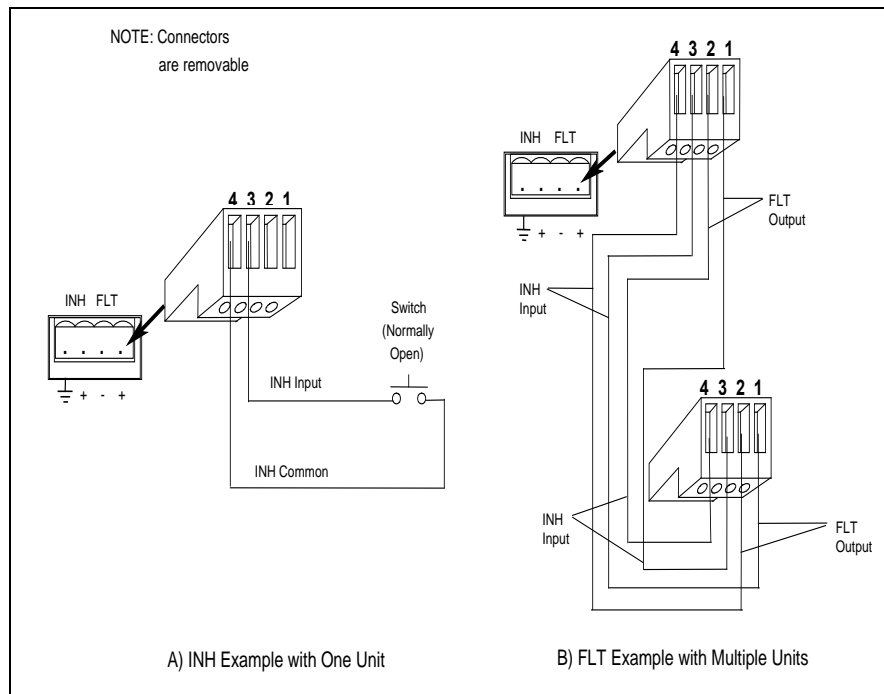 NOTE: Connectors
are removable
4 3 2 1
INH FLT
+ - +
Switch
(Normally
Open)
INH Input
INH Common
A) INH Example with One Unit
4 3 2 1
INH FLT
+ - +
FLT
Output
INH
Input
4 3 2 1
INH
Input
FLT
Output
B) FLT Example with Multiple Units